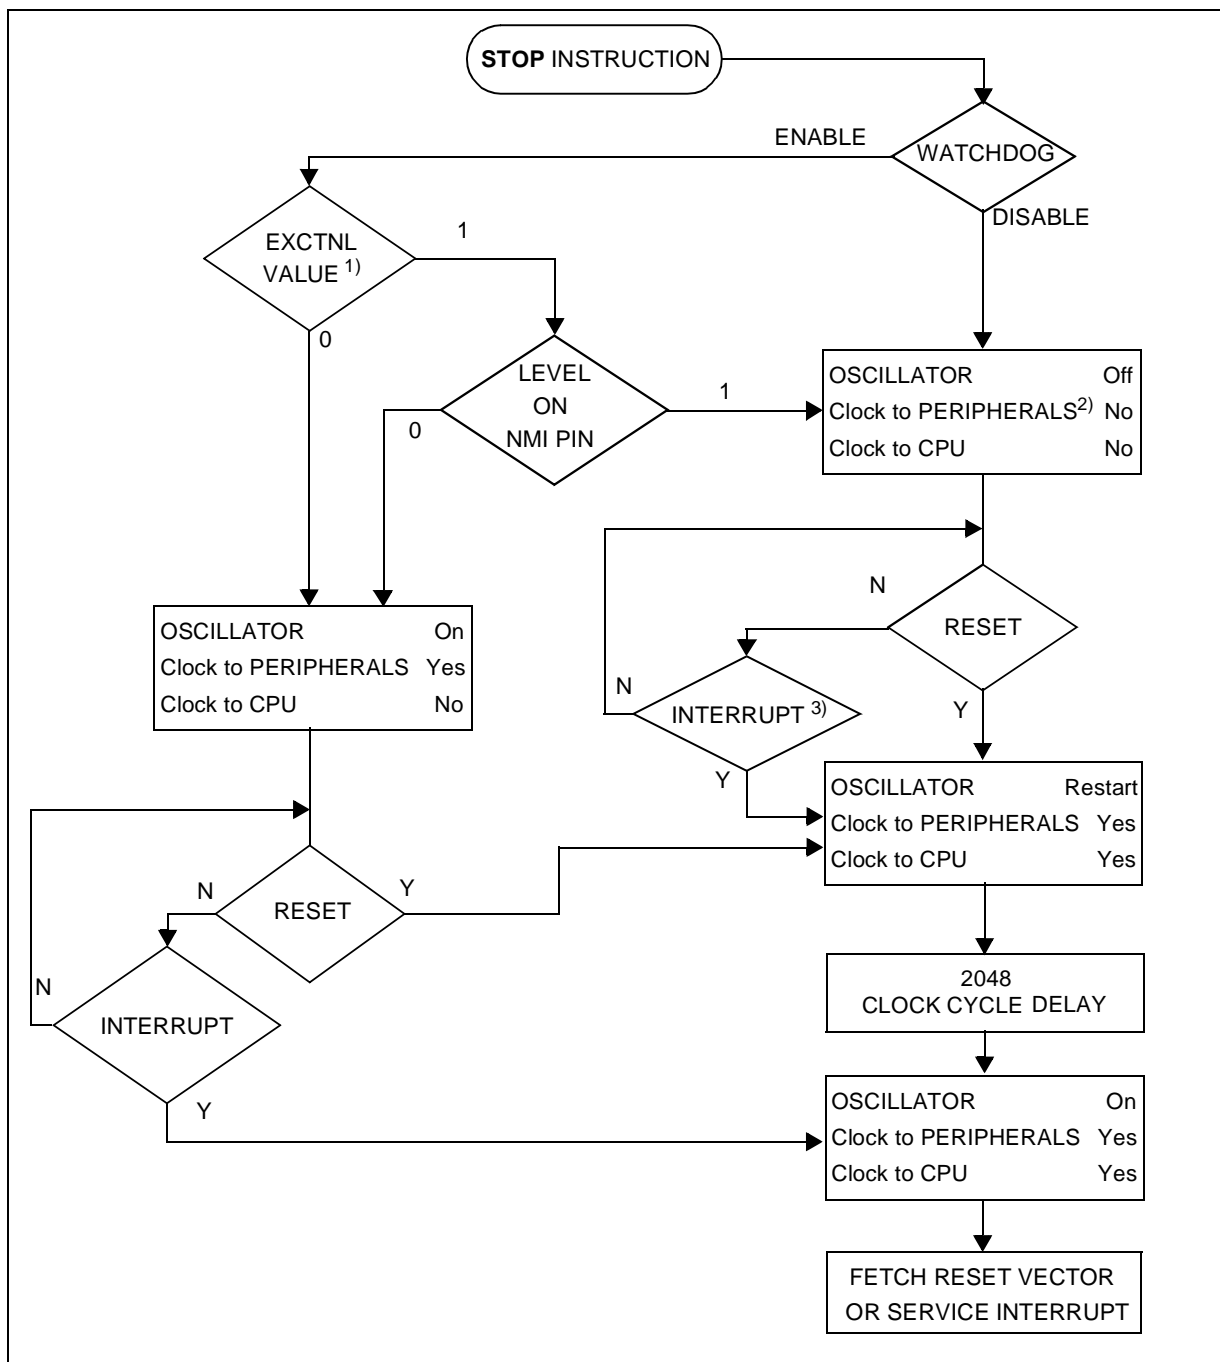 STOP INSTRUCTION
ENABLE
WATCHDOG
DISABLE
EXCTNL
VALUE 1)
1
0
LEVEL
ON
NMI PIN
1
0
OSCILLATOR Off
Clock to PERIPHERALS2) No
Clock to CPU No
N
RESET
Y
OSCILLATOR On
Clock to PERIPHERALS Yes
Clock to CPU No
N
INTERRUPT 3)
Y
OSCILLATOR Restart
Clock to PERIPHERALS Yes
Clock to CPU Yes
N
RESET
Y
N
INTERRUPT
Y
2048
CLOCK CYCLE DELAY
OSCILLATOR On
Clock to PERIPHERALS Yes
Clock to CPU Yes
FETCH RESET VECTOR
OR SERVICE INTERRUPT